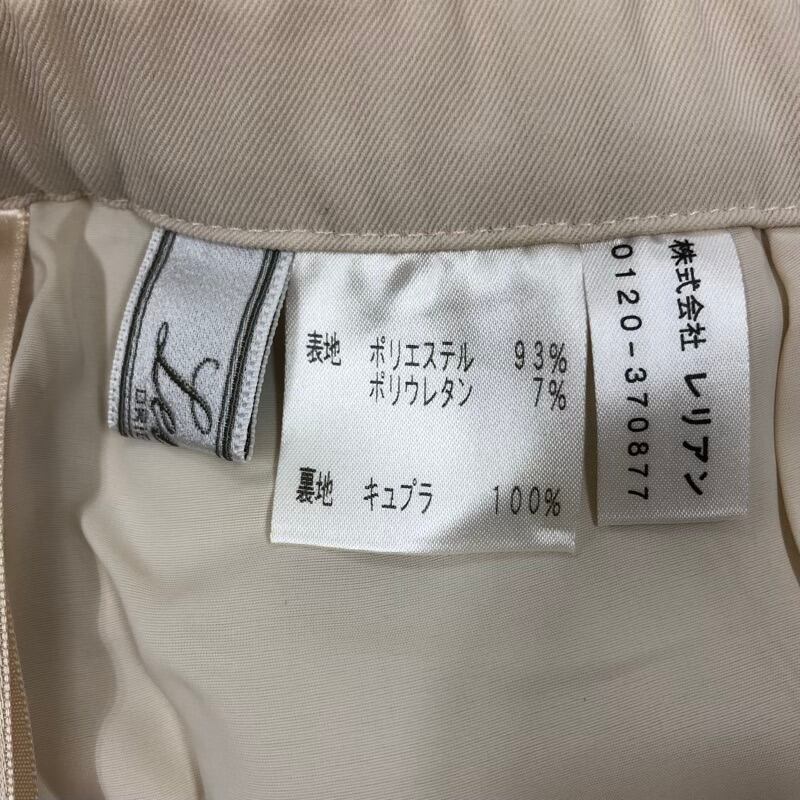 表地 ポリエステル 93%
ポリウレタン 7%
裏地 キュプラ 100%
株式会社 レリアン
0120-370877